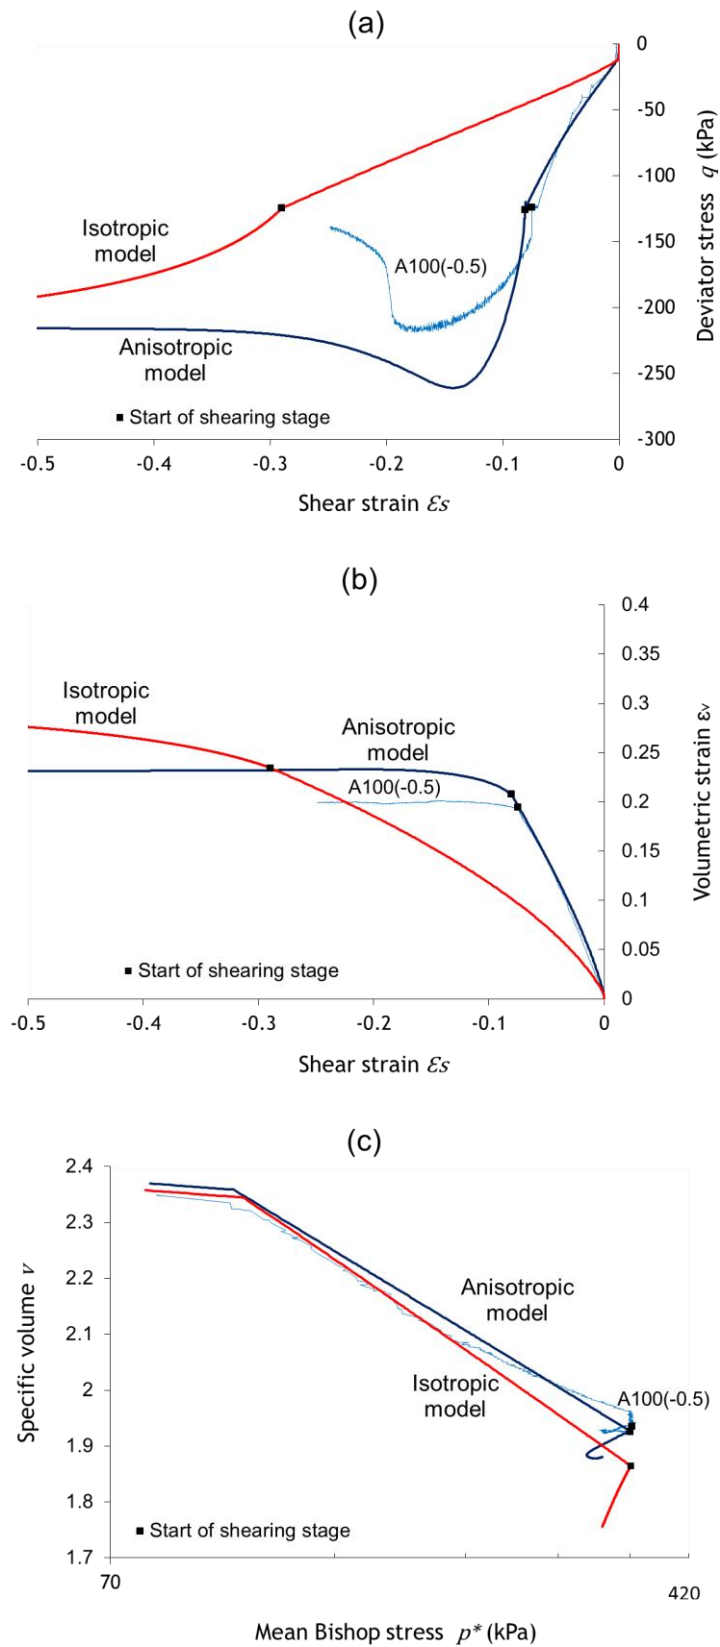 (a)
0
-50
-100
-150
-200
-250
-300
Deviator stress q (kPa)
Isotropic
model
A100(-0.5)
Anisotropic
model
Start of shearing stage
-0.5
-0.4
-0.3
-0.2
-0.1
0
Shear strain Ɛs
(b)
0.4
0.35
0.3
0.25
0.2
0.15
0.1
0.05
0
Volumetric strain εv
Isotropic
model
Anisotropic
model
A100(-0.5)
Start of shearing stage
-0.5
-0.4
-0.3
-0.2
-0.1
0
Shear strain Ɛs
(c)
2.4
2.3
2.2
2.1
2
1.9
1.8
1.7
Specific volume v
Anisotropic
model
Isotropic
model
A100(-0.5)
Start of shearing stage
70
420
Mean Bishop stress p* (kPa)